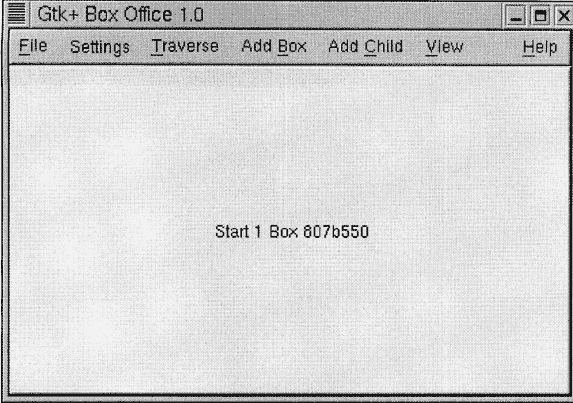 Gtk+ Box Office 1.0
File Settings Traverse Add Box Add Child View Help
Start 1 Box 807b550